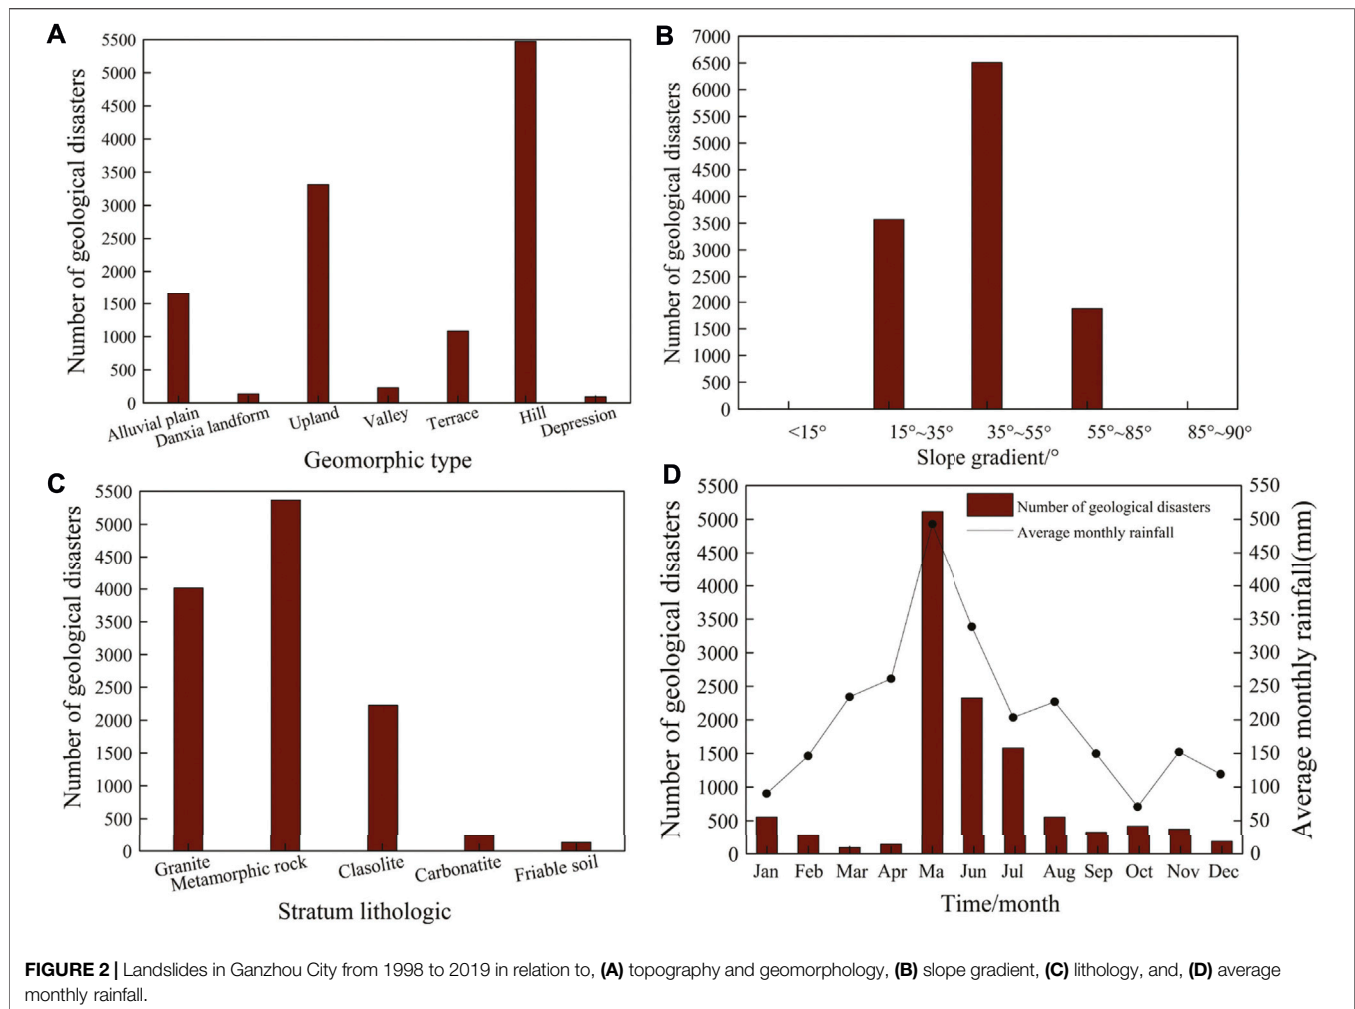 A
5500
5000
4500
4000
3500
3000
2500
2000
1500
1000
500
0
Number of geological disasters
Alluvial plain
Danxia landform
Upland
Valley
Terrace
Hill
Depression
Geomorphic type
B
7000
6500
6000
5500
5000
4500
4000
3500
3000
2500
2000
1500
1000
500
0
Number of geological disasters
<15° 15°~35° 35°~55° 55°~85° 85°~90°
Slope gradient/°
C
5500
5000
4500
4000
3500
3000
2500
2000
1500
1000
500
0
Number of geological disasters
Granite
Metamorphic rock
Clasolite
Carbonatite
Friable soil
Stratum lithologic
D
5500
5000
4500
4000
3500
3000
2500
2000
1500
1000
500
0
Number of geological disasters
Number of geological disasters
Average monthly rainfall
550
500
450
400
350
300
250
200
150
100
50
0
Average monthly rainfall(mm)
Jan Feb Mar Apr Ma Jun Jul Aug Sep Oct Nov Dec
Time/month
FIGURE 2 | Landslides in Ganzhou City from 1998 to 2019 in relation to, (A) topography and geomorphology, (B) slope gradient, (C) lithology, and, (D) average
monthly rainfall.